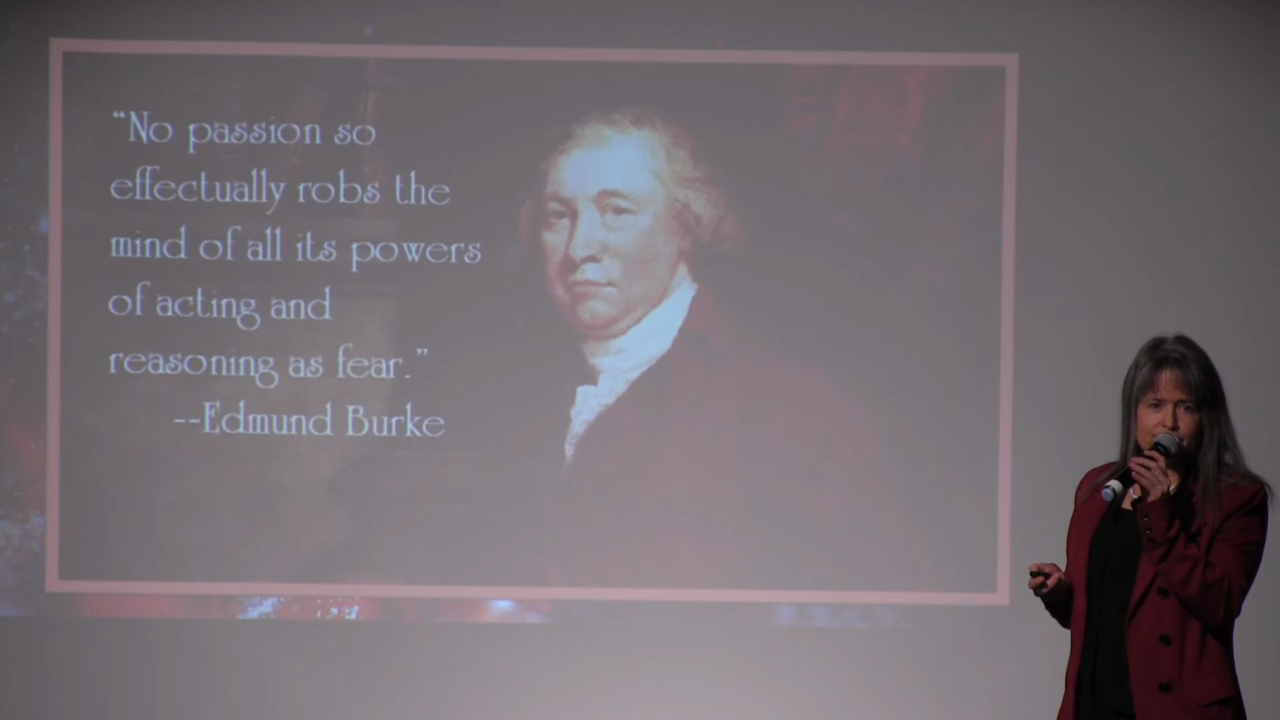 “No passion so
effectually robs the
mind of all its powers
of acting and
reasoning as fear.”
--Edmund Burke